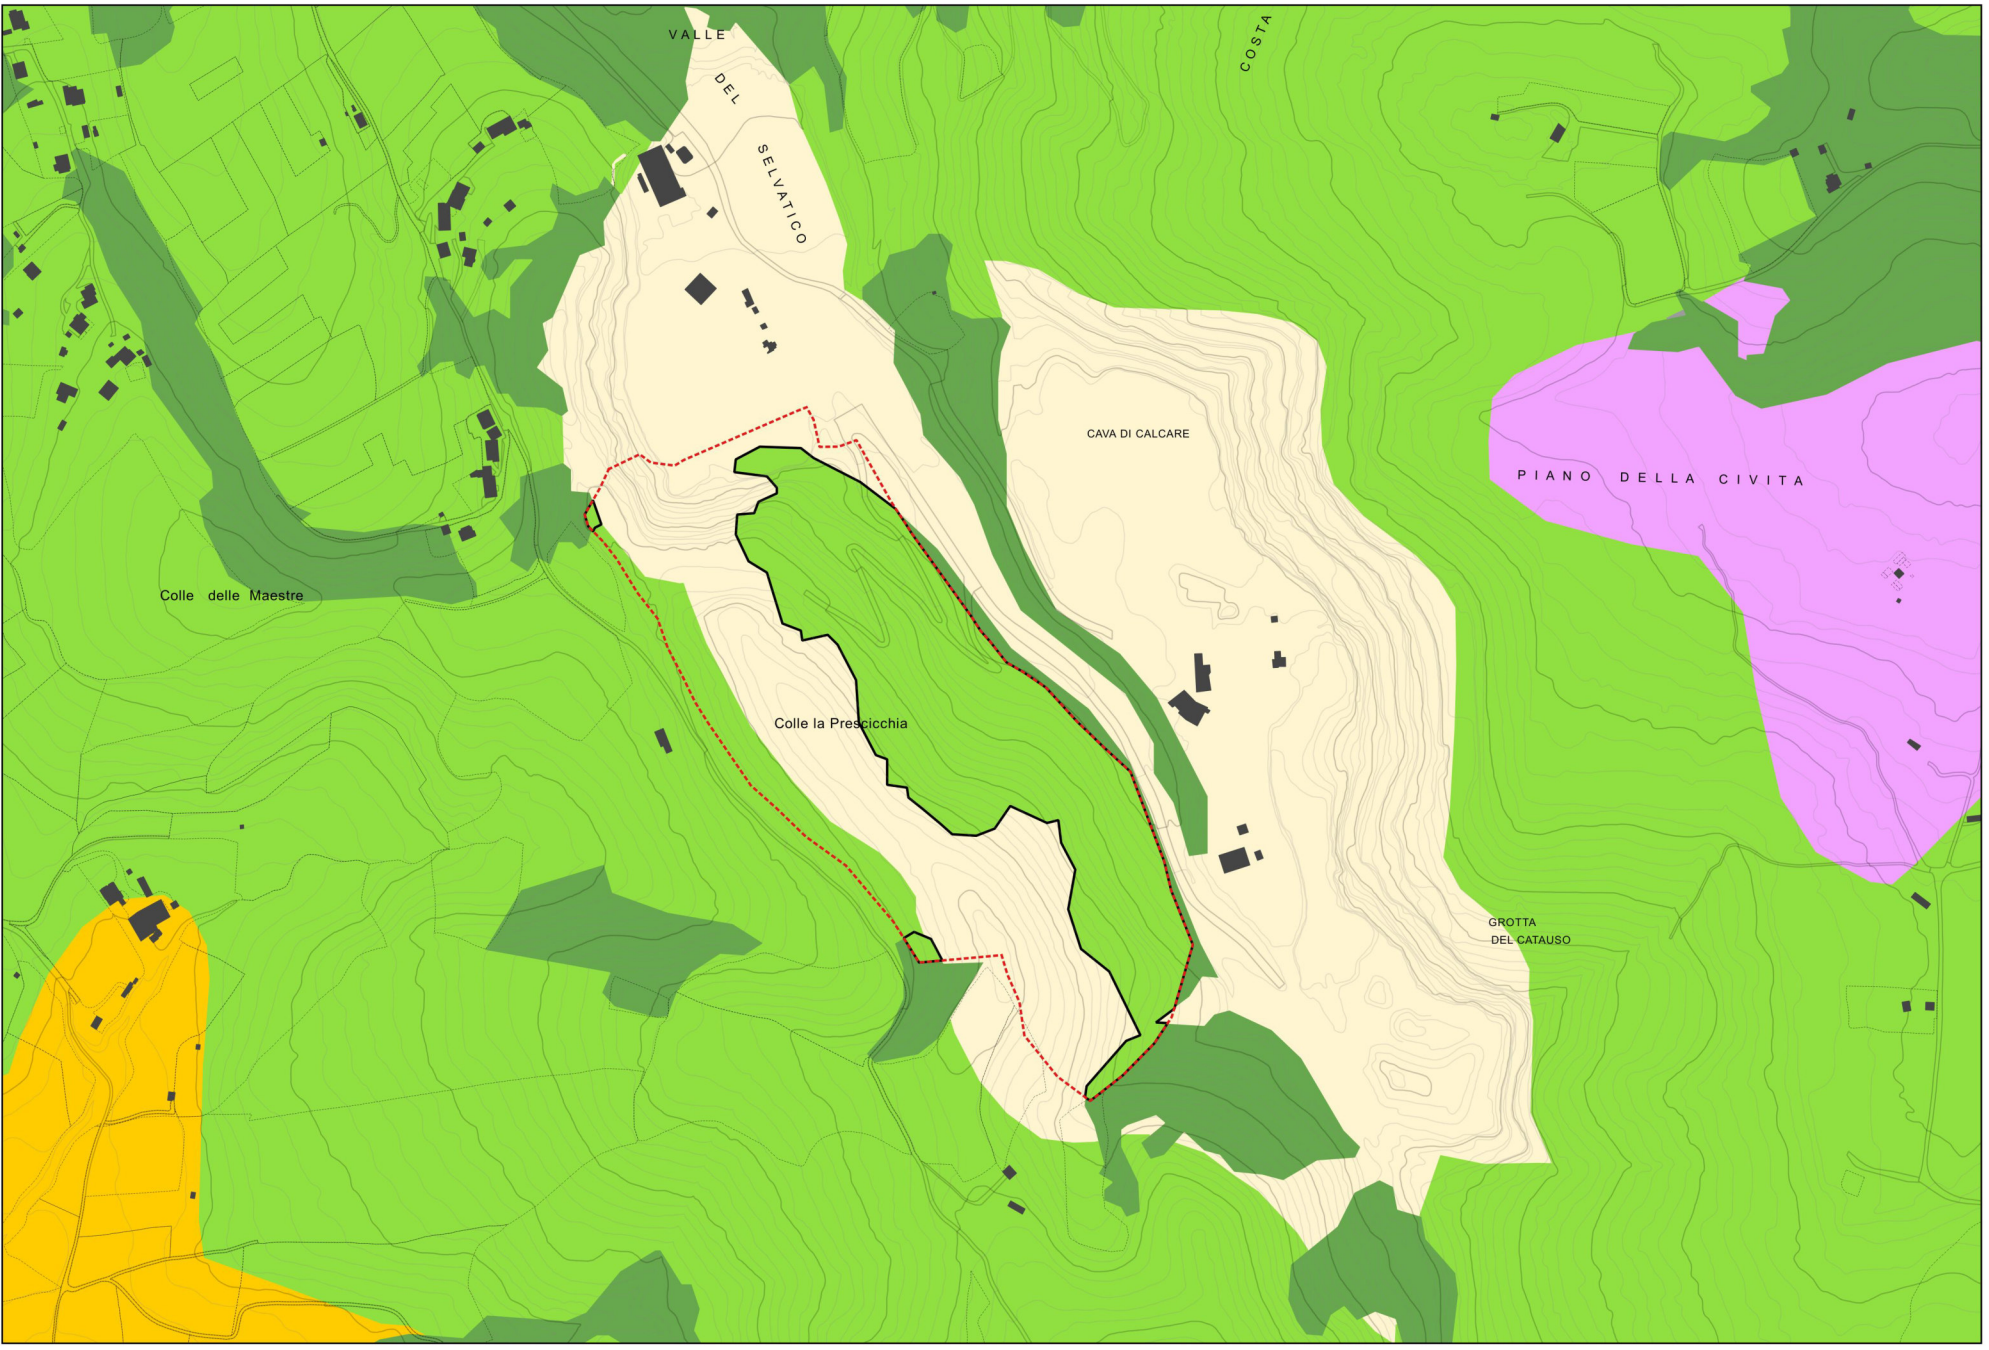 VALLE
DEL
SELVATICO
COSTA
CAVA DI CALCARE
PIANO DELLA CIVITA
Colle delle Maestre
Colle la Prescicchia
GROTTA
DEL CATAUSO